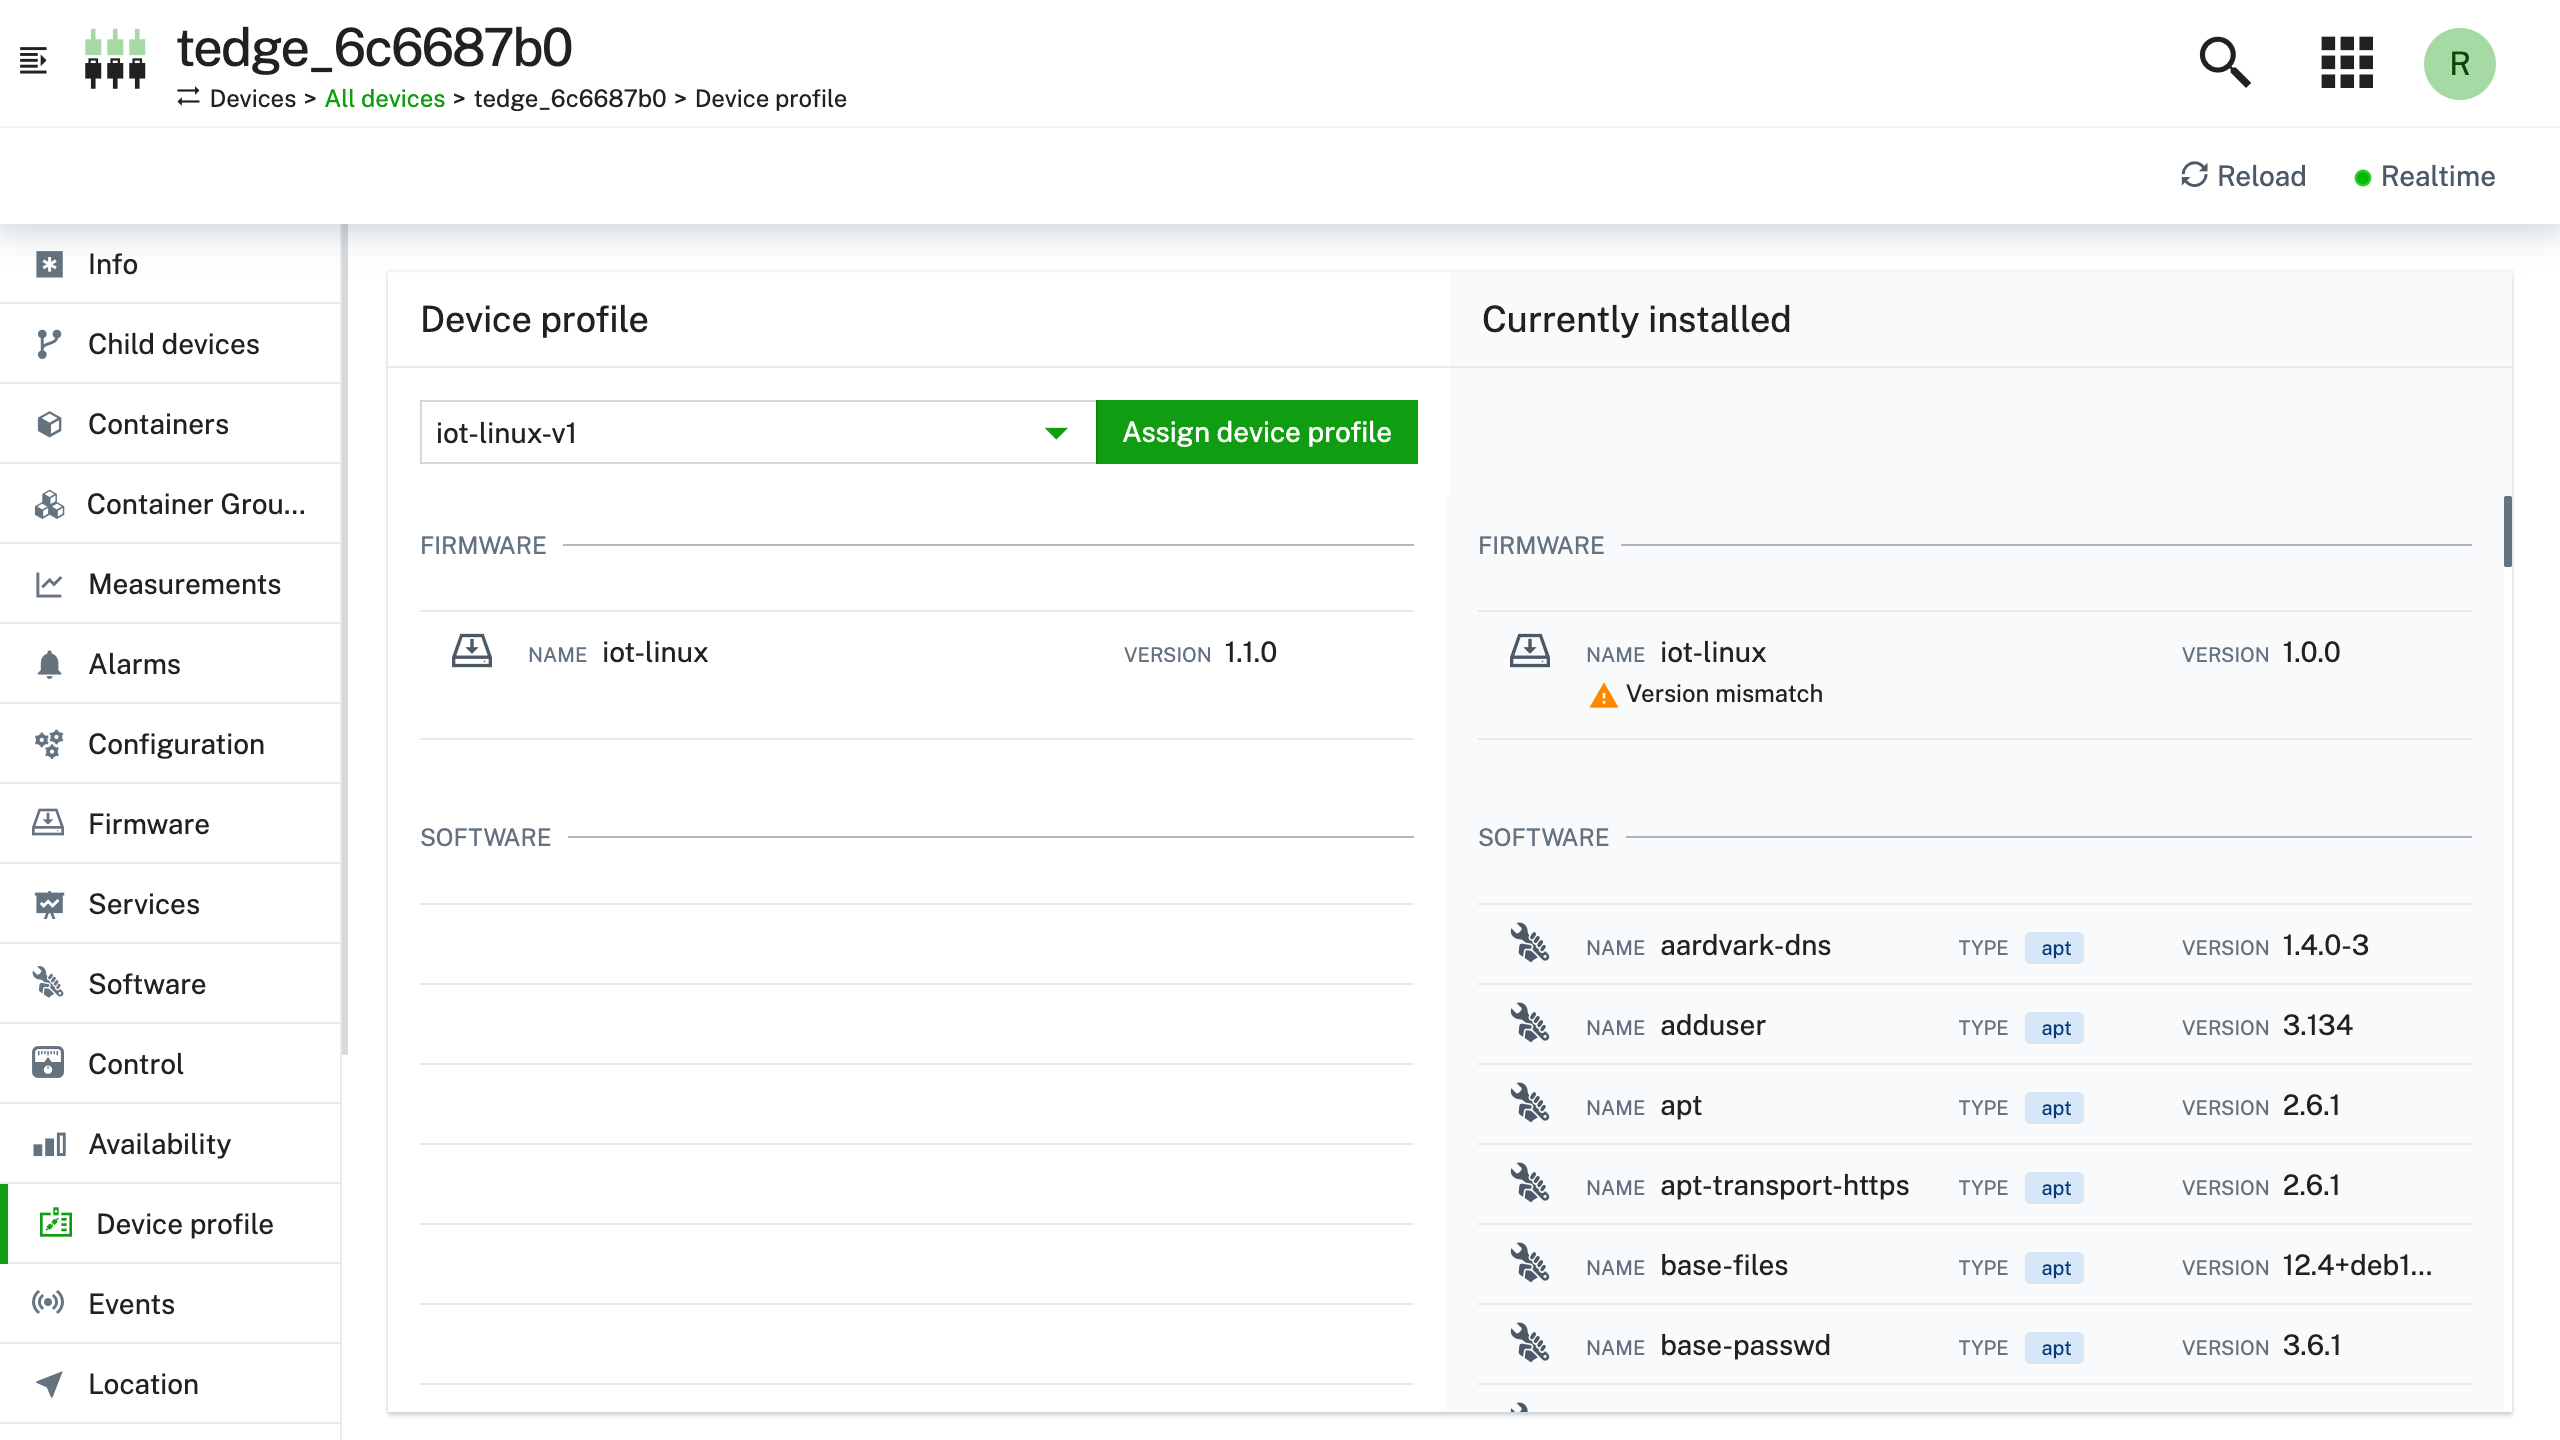 tedge_6c6687b0
Devices > All devices > tedge_6c6687b0 > Device profile
R
Reload
Realtime
Info
Child devices
Containers
Container Grou...
Measurements
Alarms
Configuration
Firmware
Services
Software
Control
Availability
Device profile
Events
Location
Device profile
iot-linux-v1
Assign device profile
FIRMWARE
NAME iot-linux VERSION 1.1.0
SOFTWARE
Currently installed
FIRMWARE
NAME iot-linux VERSION 1.0.0
Version mismatch
SOFTWARE
NAME aardvark-dns TYPE apt VERSION 1.4.0-3
NAME adduser TYPE apt VERSION 3.134
NAME apt TYPE apt VERSION 2.6.1
NAME apt-transport-https TYPE apt VERSION 2.6.1
NAME base-files TYPE apt VERSION 12.4+deb1...
NAME base-passwd TYPE apt VERSION 3.6.1